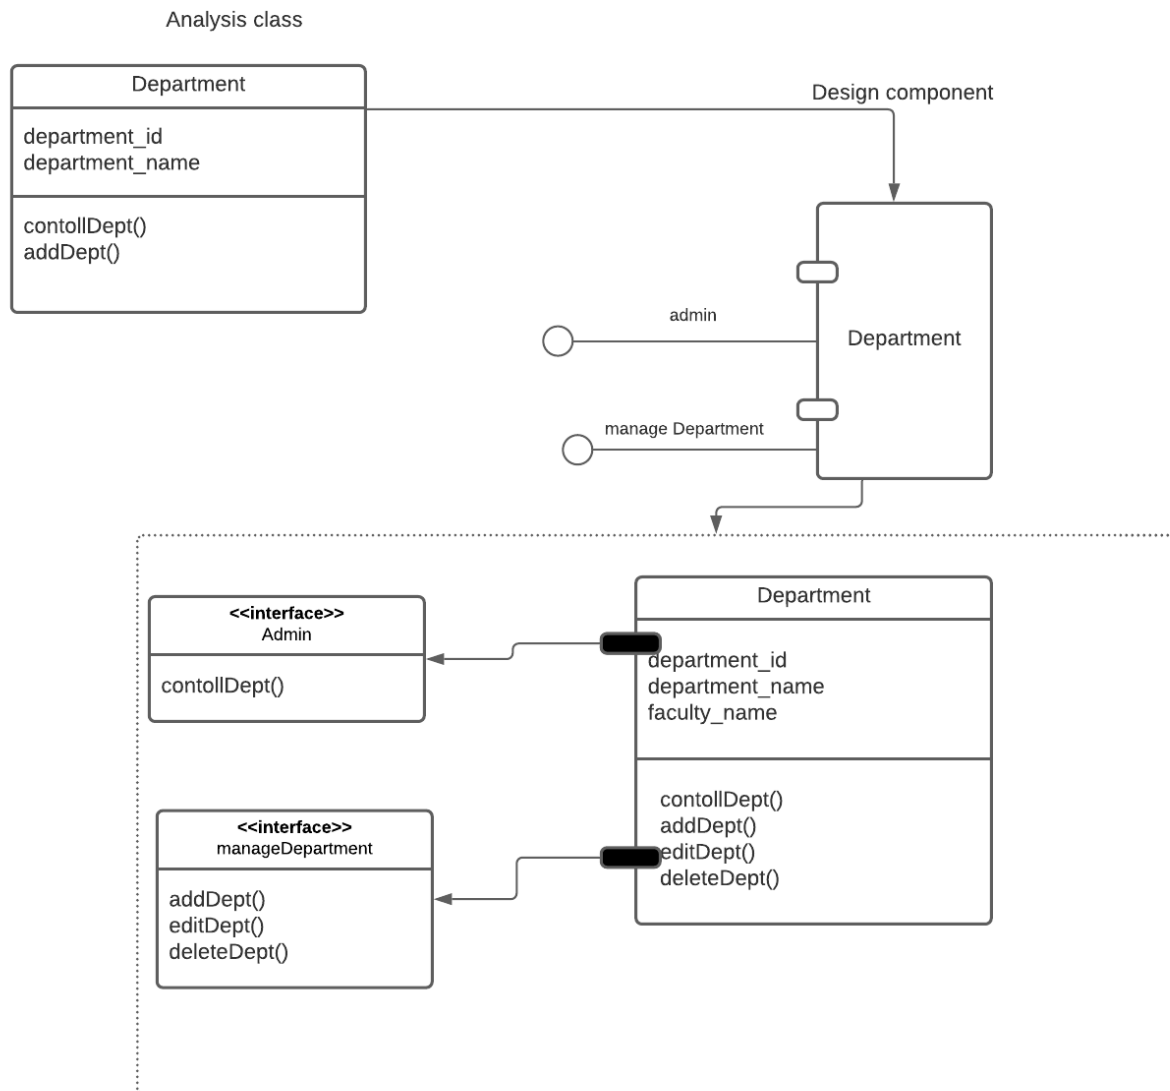 Analysis class
Department
department_id
department_name
contollDept()
addDept()
Design component
Department
admin
manage Department
<<interface>>
Admin
contollDept()
Department
department_id
department_name
faculty_name
contollDept()
addDept()
editDept()
deleteDept()
<<interface>>
manageDepartment
addDept()
editDept()
deleteDept()